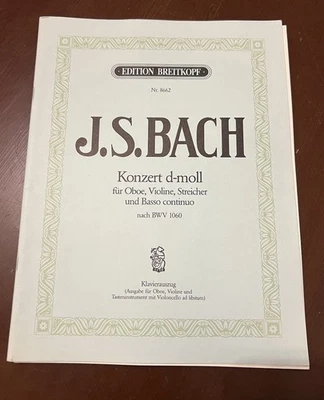 EDITION BREITKOPF
Nr. 8662
J.S.BACH
Konzert d-moll
für Oboe, Violine, Streicher
und Basso continuo
nach BWV 1060
Klavierauszug
(Ausgabe für Oboe, Violine und
Tasteninstrument mit Violoncello ad libitum)